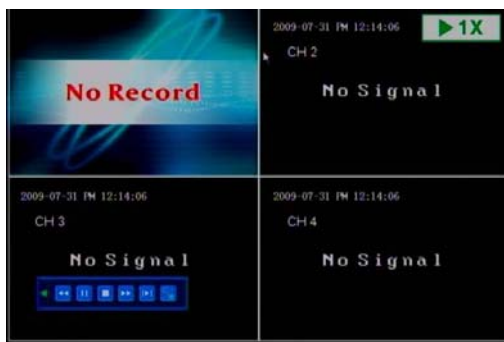 No Record
2009-07-31 PM 12:14:06
1X
CH 2
No Signal
2009-07-31 PM 12:14:06
CH 3
No Signal
2009-07-31 PM 12:14:06
CH 4
No Signal